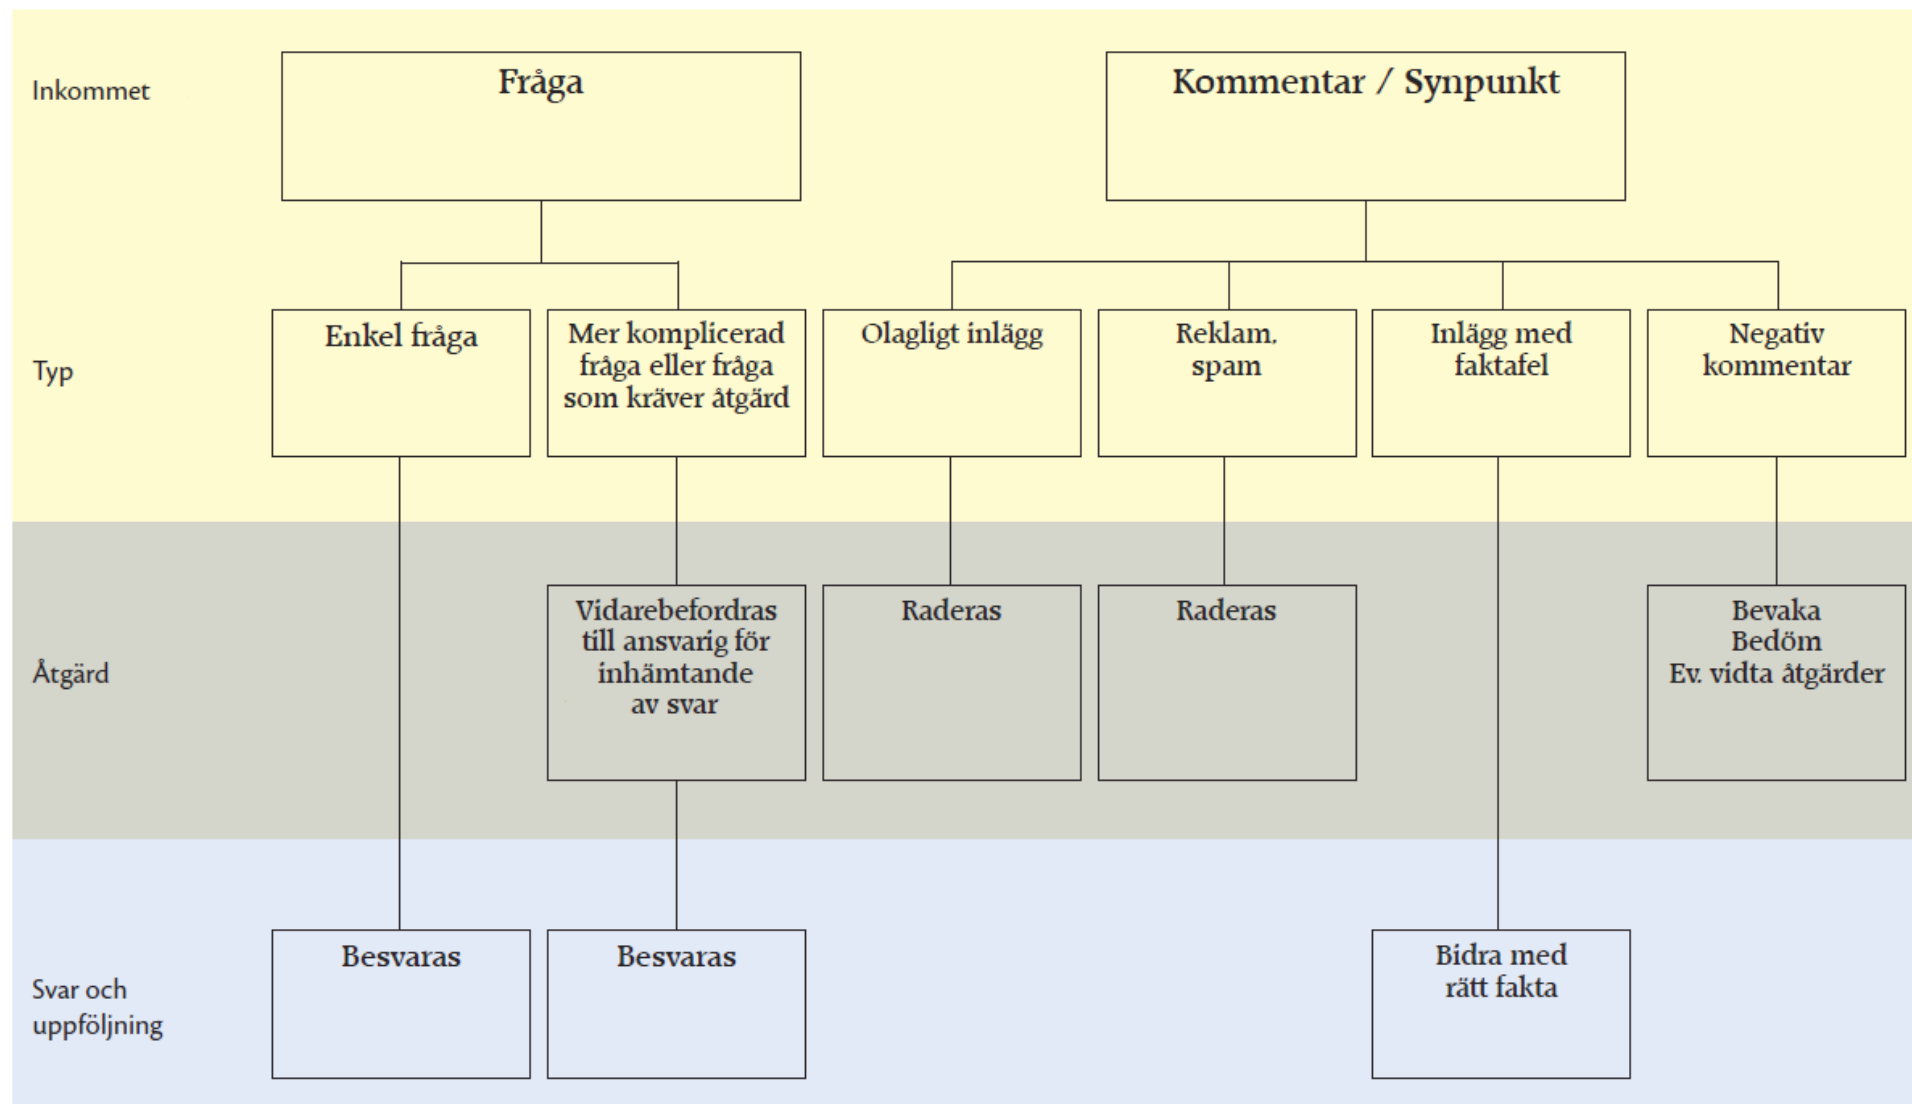 Inkommet
Fråga
Kommentar / Synpunkt
Typ
Enkel fråga
Mer komplicerad
fråga eller fråga
som kräver åtgärd
Olagligt inlägg
Reklam,
spam
Inlägg med
faktafel
Negativ
kommentar
Åtgärd
Vidarebefordras
till ansvarig för
inhämtande
av svar
Raderas
Raderas
Bevaka
Bedöm
Ev. vidta åtgärder
Svar och
uppföljning
Besvaras
Besvaras
Bidra med
rätt fakta